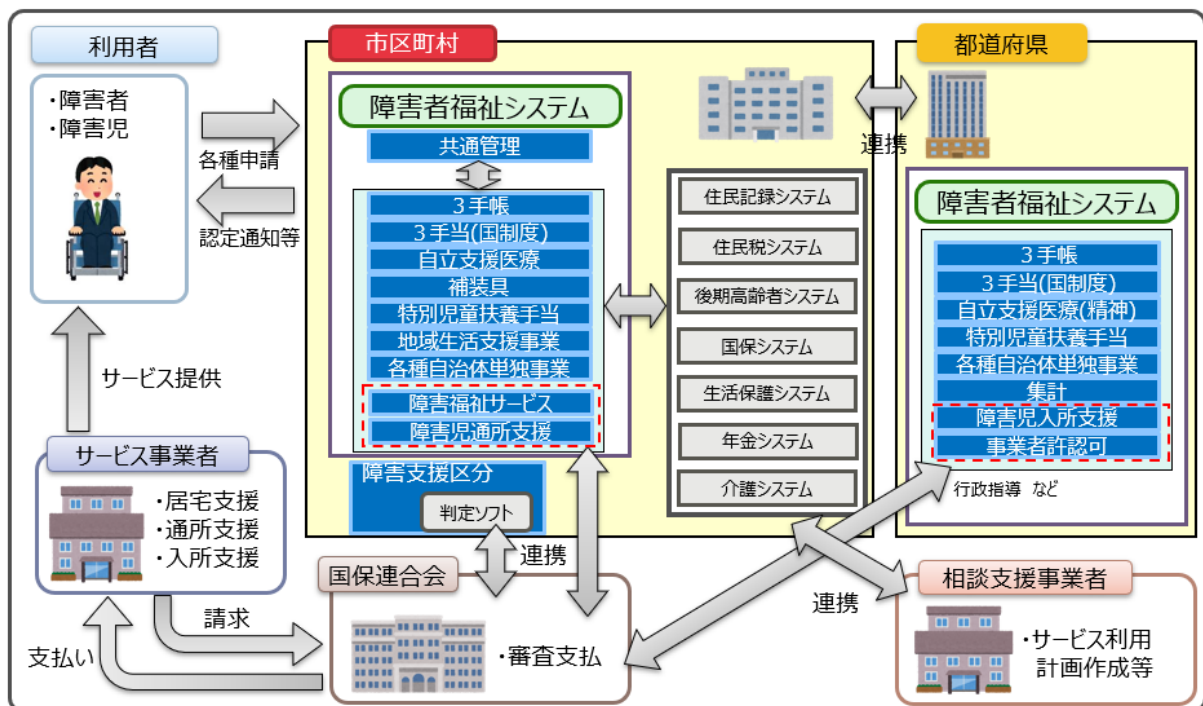 利用者
・障害者
・障害児
各種申請
認定通知等
サービス提供
サービス事業者
・居宅支援
・通所支援
・入所支援
請求
支払い
市区町村
障害者福祉システム
共通管理
3手帳
3手当(国制度)
自立支援医療
補装具
特別児童扶養手当
地域生活支援事業
各種自治体単独事業
障害福祉サービス
障害児通所支援
障害支援区分
判定ソフト
連携
住民記録システム
住民税システム
後期高齢者システム
国保システム
生活保護システム
年金システム
介護システム
連携
都道府県
障害者福祉システム
3手帳
3手当(国制度)
自立支援医療(精神)
特別児童扶養手当
各種自治体単独事業
集計
障害児入所支援
事業者許認可
行政指導 など
国保連合会
・審査支払
連携
相談支援事業者
・サービス利用
計画作成等